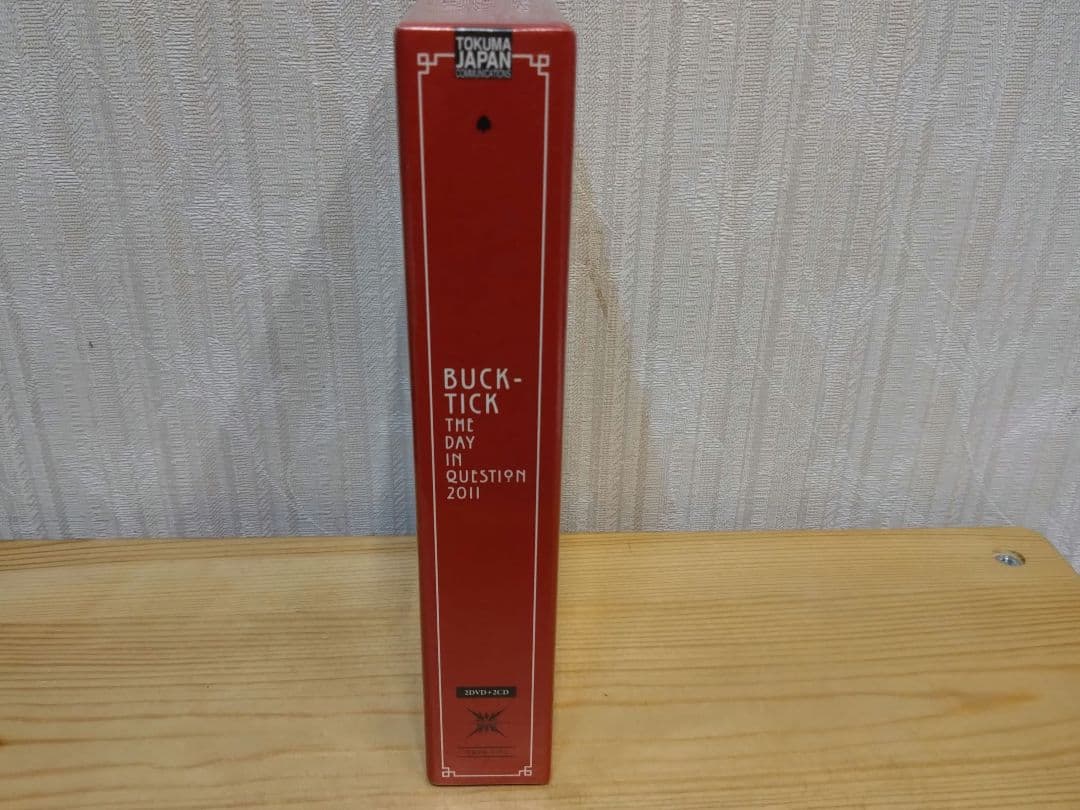 TOKUMA
JAPAN
COMMUNICATIONS
BUCK-
TICK
THE
DAY
IN
QUESTION
2011
2DVD+2CD